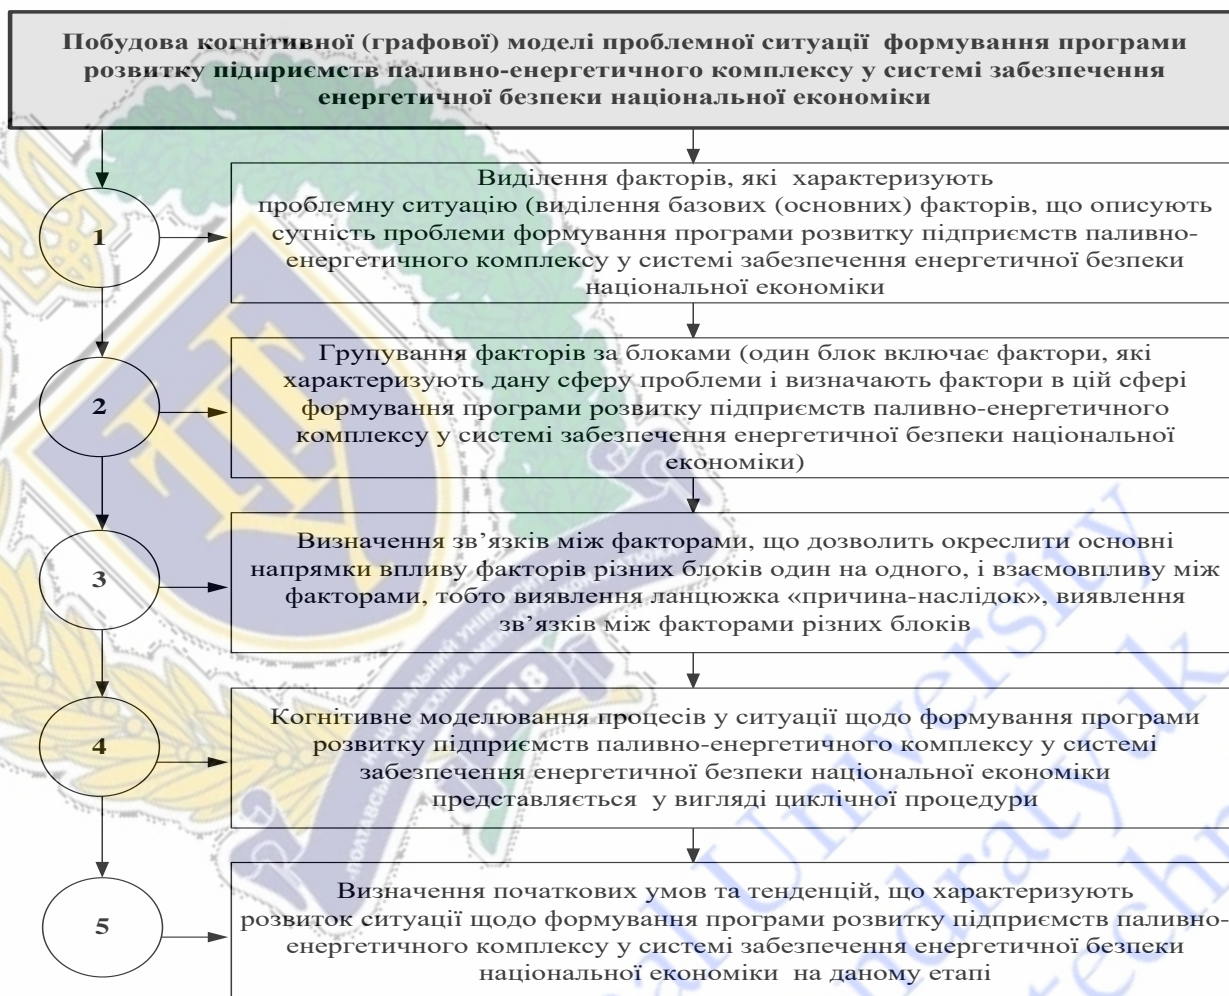 Побудова когнітивної (графової) моделі проблемної ситуації формування програми
розвитку підприємств паливно-енергетичного комплексу у системі забезпечення
енергетичної безпеки національної економіки
1
Виділення факторів, які характеризують
проблемну ситуацію (виділення базових (основних) факторів, що описують
сутність проблеми формування програми розвитку підприємств паливно-
енергетичного комплексу у системі забезпечення енергетичної безпеки
національної економіки
2
Групування факторів за блоками (один блок включає фактори, які
характеризують дану сферу проблеми і визначають фактори в цій сфері
формування програми розвитку підприємств паливно-енергетичного
комплексу у системі забезпечення енергетичної безпеки національної
економіки)
3
Визначення зв’язків між факторами, що дозволить окреслити основні
напрямки впливу факторів різних блоків один на одного, і взаємовпливу між
факторами, тобто виявлення ланцюжка «причина-наслідок», виявлення
зв’язків між факторами різних блоків
4
Когнітивне моделювання процесів у ситуації щодо формування програми
розвитку підприємств паливно-енергетичного комплексу у системі
забезпечення енергетичної безпеки національної економіки
представляється у вигляді циклічної процедури
5
Визначення початкових умов та тенденцій, що характеризують
розвиток ситуації щодо формування програми розвитку підприємств паливно-
енергетичного комплексу у системі забезпечення енергетичної безпеки
національної економіки на даному етапі
1818
University